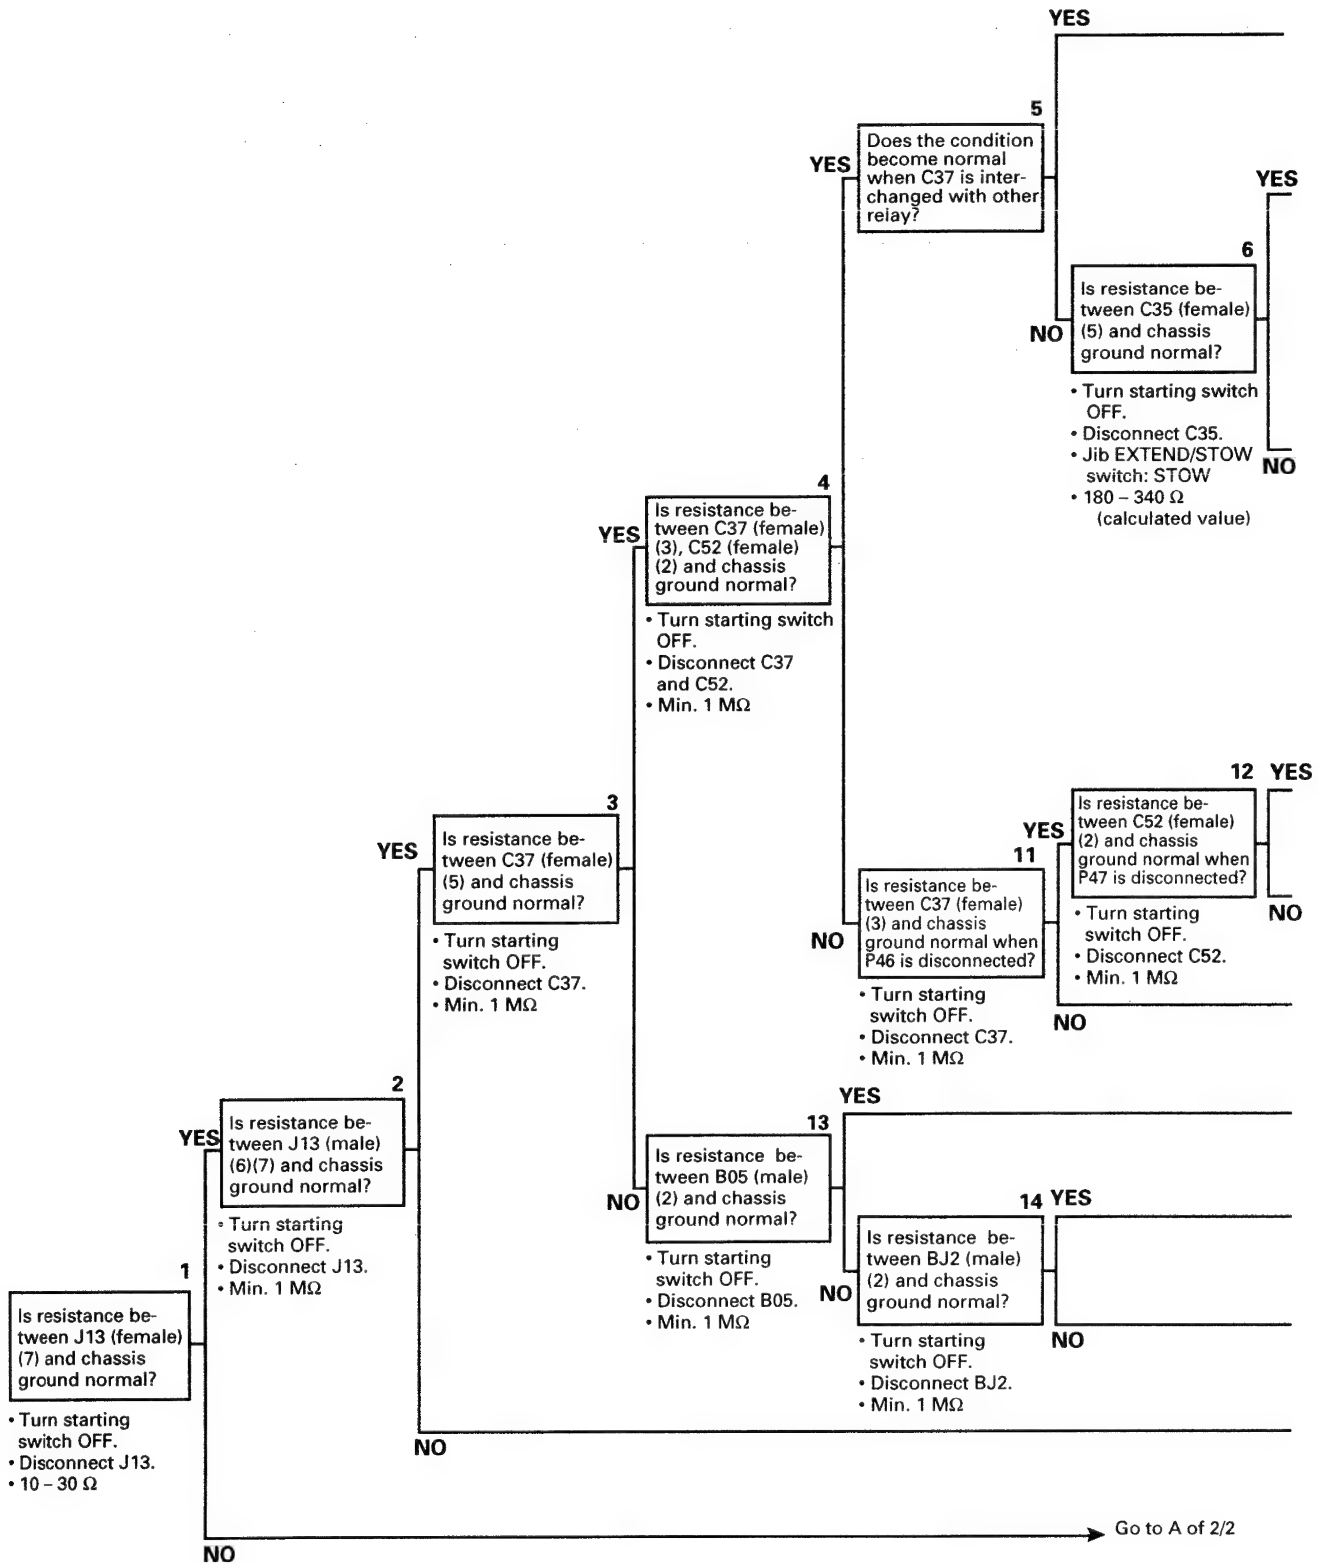 YES
5
Does the condition
become normal
when C37 is inter-
changed with other
relay?
YES
YES
6
Is resistance be-
tween C35 (female)
(5) and chassis
ground normal?
NO
• Turn starting switch
OFF.
• Disconnect C35.
• Jib EXTEND/STOW
switch: STOW
• 180 – 340 Ω
(calculated value)
NO
4
Is resistance be-
tween C37 (female)
(3), C52 (female)
(2) and chassis
ground normal?
YES
• Turn starting switch
OFF.
• Disconnect C37
and C52.
• Min. 1 MΩ
12
YES
Is resistance be-
tween C52 (female)
(2) and chassis
ground normal when
P47 is disconnected?
YES
NO
• Turn starting
switch OFF.
• Disconnect C52.
• Min. 1 MΩ
3
Is resistance be-
tween C37 (female)
(5) and chassis
ground normal?
YES
• Turn starting
switch OFF.
• Disconnect C37.
• Min. 1 MΩ
11
Is resistance be-
tween C37 (female)
(3) and chassis
ground normal when
P46 is disconnected?
NO
• Turn starting
switch OFF.
• Disconnect C37.
• Min. 1 MΩ
NO
2
Is resistance be-
tween J13 (male)
(6)(7) and chassis
ground normal?
YES
• Turn starting
switch OFF.
• Disconnect J13.
• Min. 1 MΩ
YES
13
Is resistance be-
tween B05 (male)
(2) and chassis
ground normal?
NO
• Turn starting
switch OFF.
• Disconnect B05.
• Min. 1 MΩ
14
YES
Is resistance be-
tween BJ2 (male)
(2) and chassis
ground normal?
NO
• Turn starting
switch OFF.
• Disconnect BJ2.
• Min. 1 MΩ
NO
1
Is resistance be-
tween J13 (female)
(7) and chassis
ground normal?
• Turn starting
switch OFF.
• Disconnect J13.
• 10 – 30 Ω
NO
Go to A of 2/2
NO